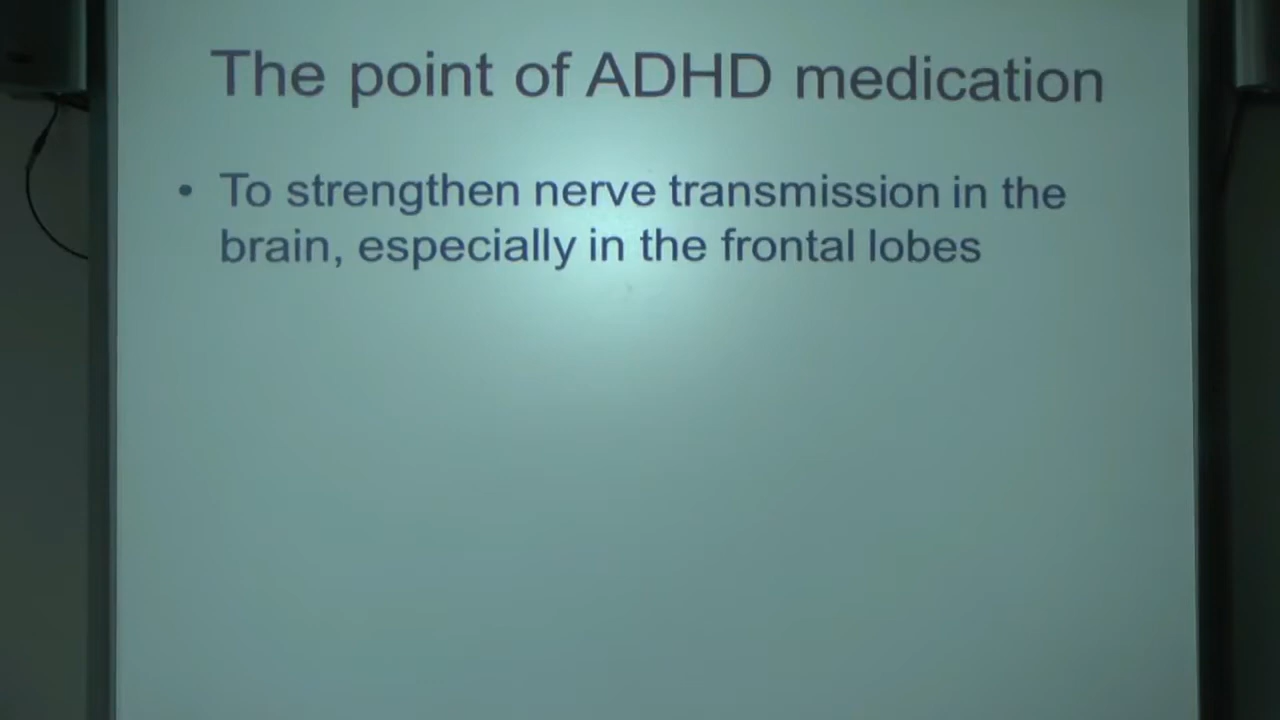 The point of ADHD medication
• To strengthen nerve transmission in the
brain, especially in the frontal lobes